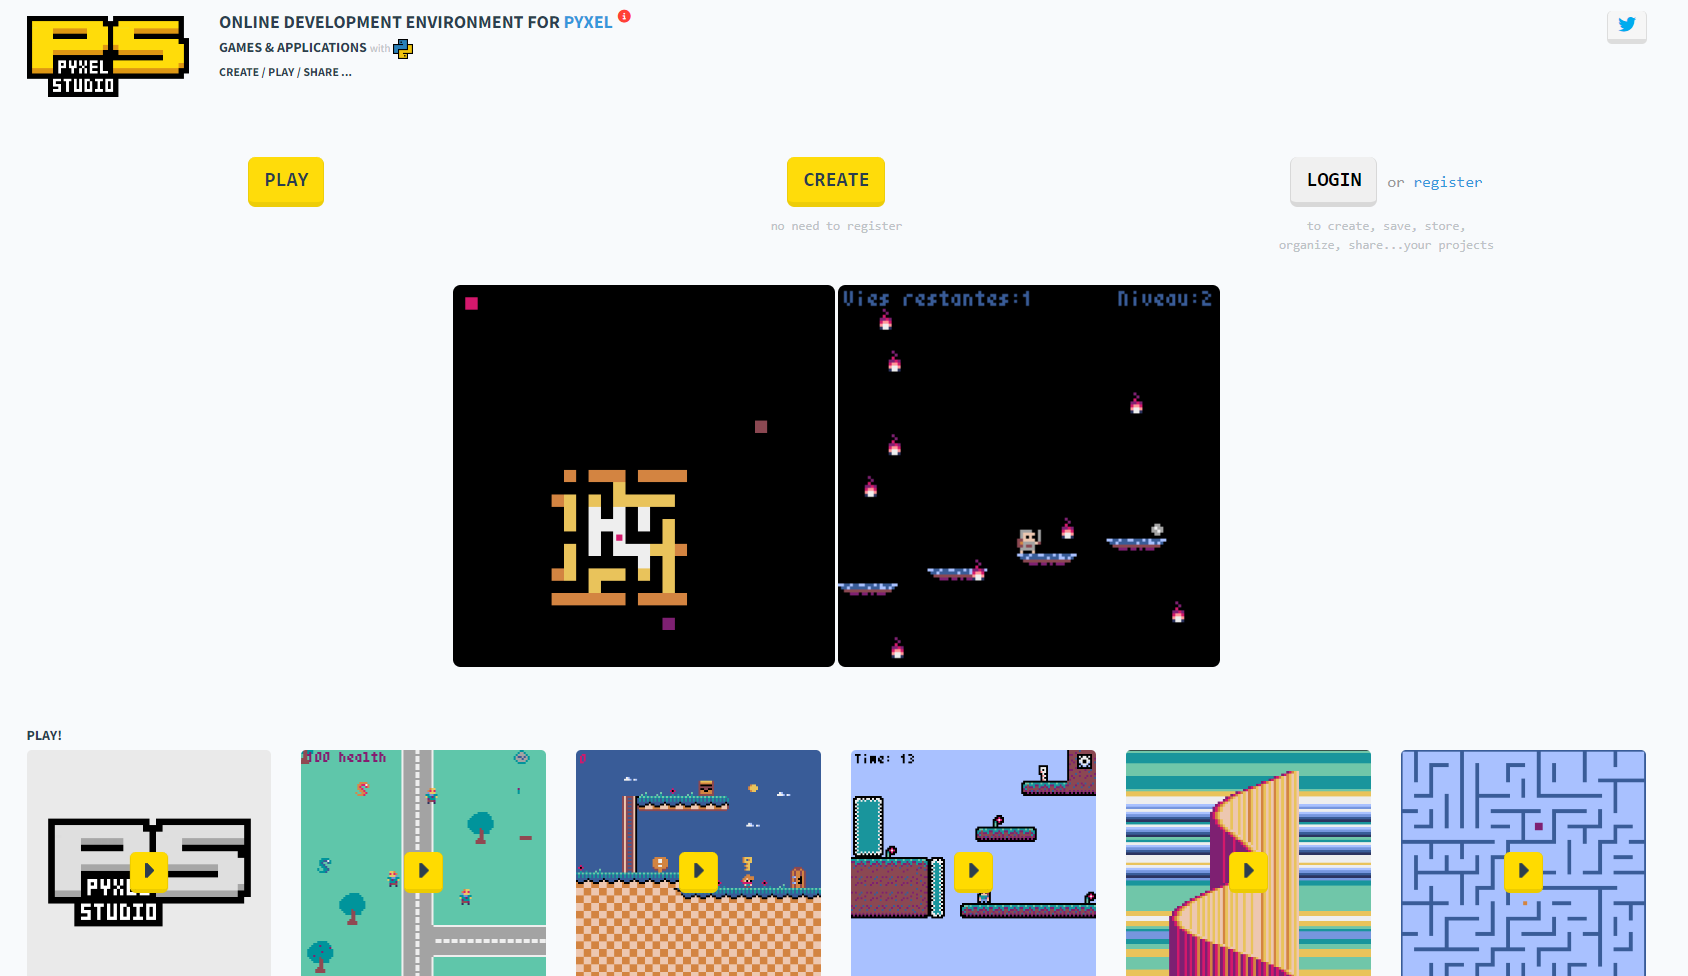 PS
PYXEL
STUDIO
ONLINE DEVELOPMENT ENVIRONMENT FOR PYXEL
GAMES & APPLICATIONS with
CREATE / PLAY / SHARE ...
PLAY
CREATE
no need to register
LOGIN or register
to create, save, store,
organize, share...your projects
Vies restantes:1 Niveau:2
PLAY!
PS
PYXEL
STUDIO
100 health
0
Time: 13